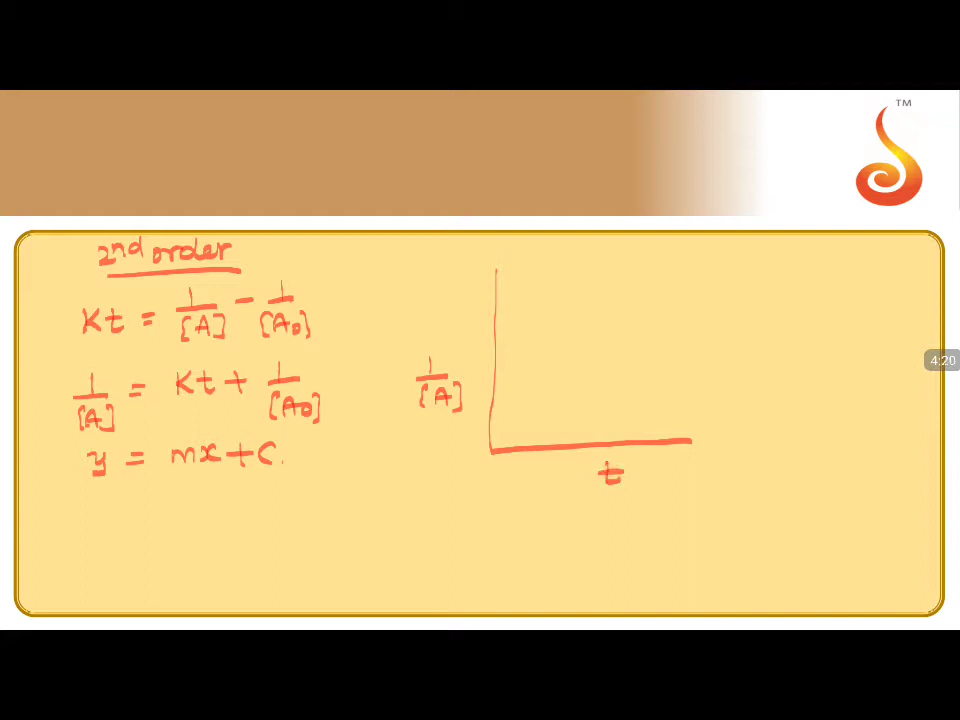 TM
2nd order
Kt = 1/[A] - 1/[A0]
1/[A] = Kt + 1/[A0]
y = mx + C.
1/[A]
t
4:20